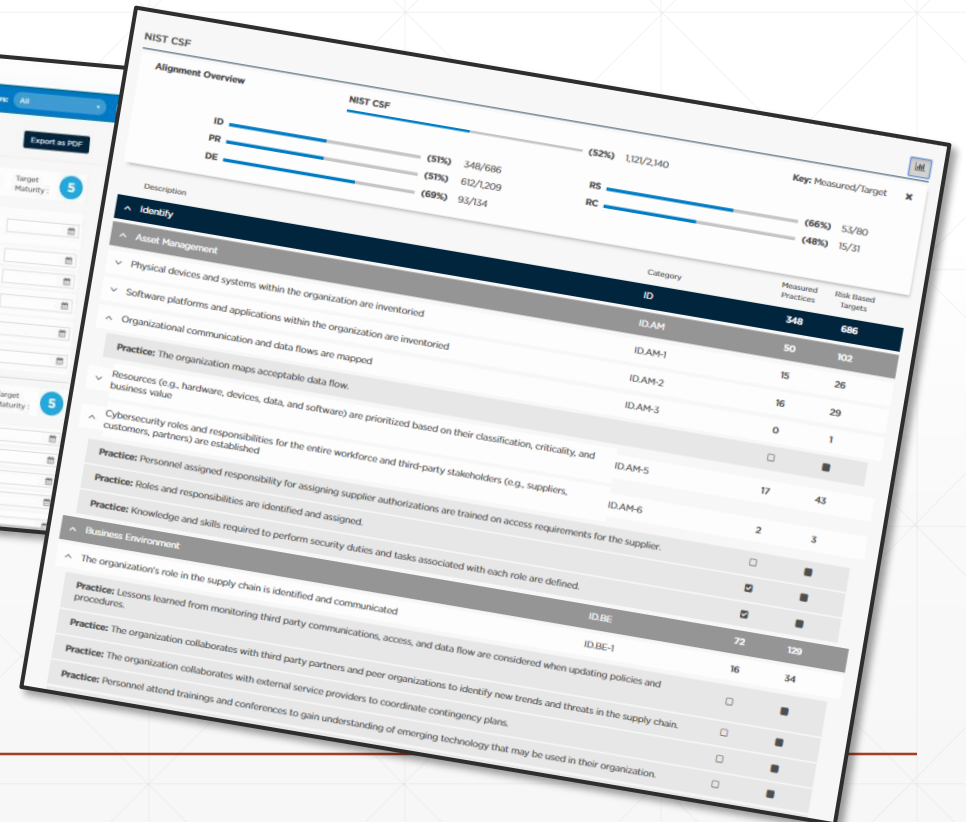 All
Export as PDF
Target
Maturity :
5
5
NIST CSF
Alignment Overview
NIST CSF
(52%) 1,121/2,140
Key: Measured/Target
×
ID (51%) 348/686
PR (51%) 612/1,209
DE (69%) 93/134
RS (66%) 53/80
RC (48%) 15/31
Description Category Measured Practices Risk Based Targets
Identify ID 348 686
Asset Management ID.AM 50 102
Physical devices and systems within the organization are inventoried ID.AM-1 15 26
Software platforms and applications within the organization are inventoried ID.AM-2 16 29
Organizational communication and data flows are mapped ID.AM-3 0 1
Practice: The organization maps acceptable data flow.
Resources (e.g., hardware, devices, data, and software) are prioritized based on their classification, criticality, and
business value ID.AM-5 17 43
Cybersecurity roles and responsibilities for the entire workforce and third-party stakeholders (e.g., suppliers,
customers, partners) are established ID.AM-6 2 3
Practice: Personnel assigned responsibility for assigning supplier authorizations are trained on access requirements for the supplier.
Practice: Roles and responsibilities are identified and assigned.
Practice: Knowledge and skills required to perform security duties and tasks associated with each role are defined.
Business Environment ID.BE 72 129
The organization's role in the supply chain is identified and communicated ID.BE-1 16 34
Practice: Lessons learned from monitoring third party communications, access, and data flow are considered when updating policies and
procedures.
Practice: The organization collaborates with third party partners and peer organizations to identify new trends and threats in the supply chain.
Practice: The organization collaborates with external service providers to coordinate contingency plans.
Practice: Personnel attend trainings and conferences to gain understanding of emerging technology that may be used in their organization.